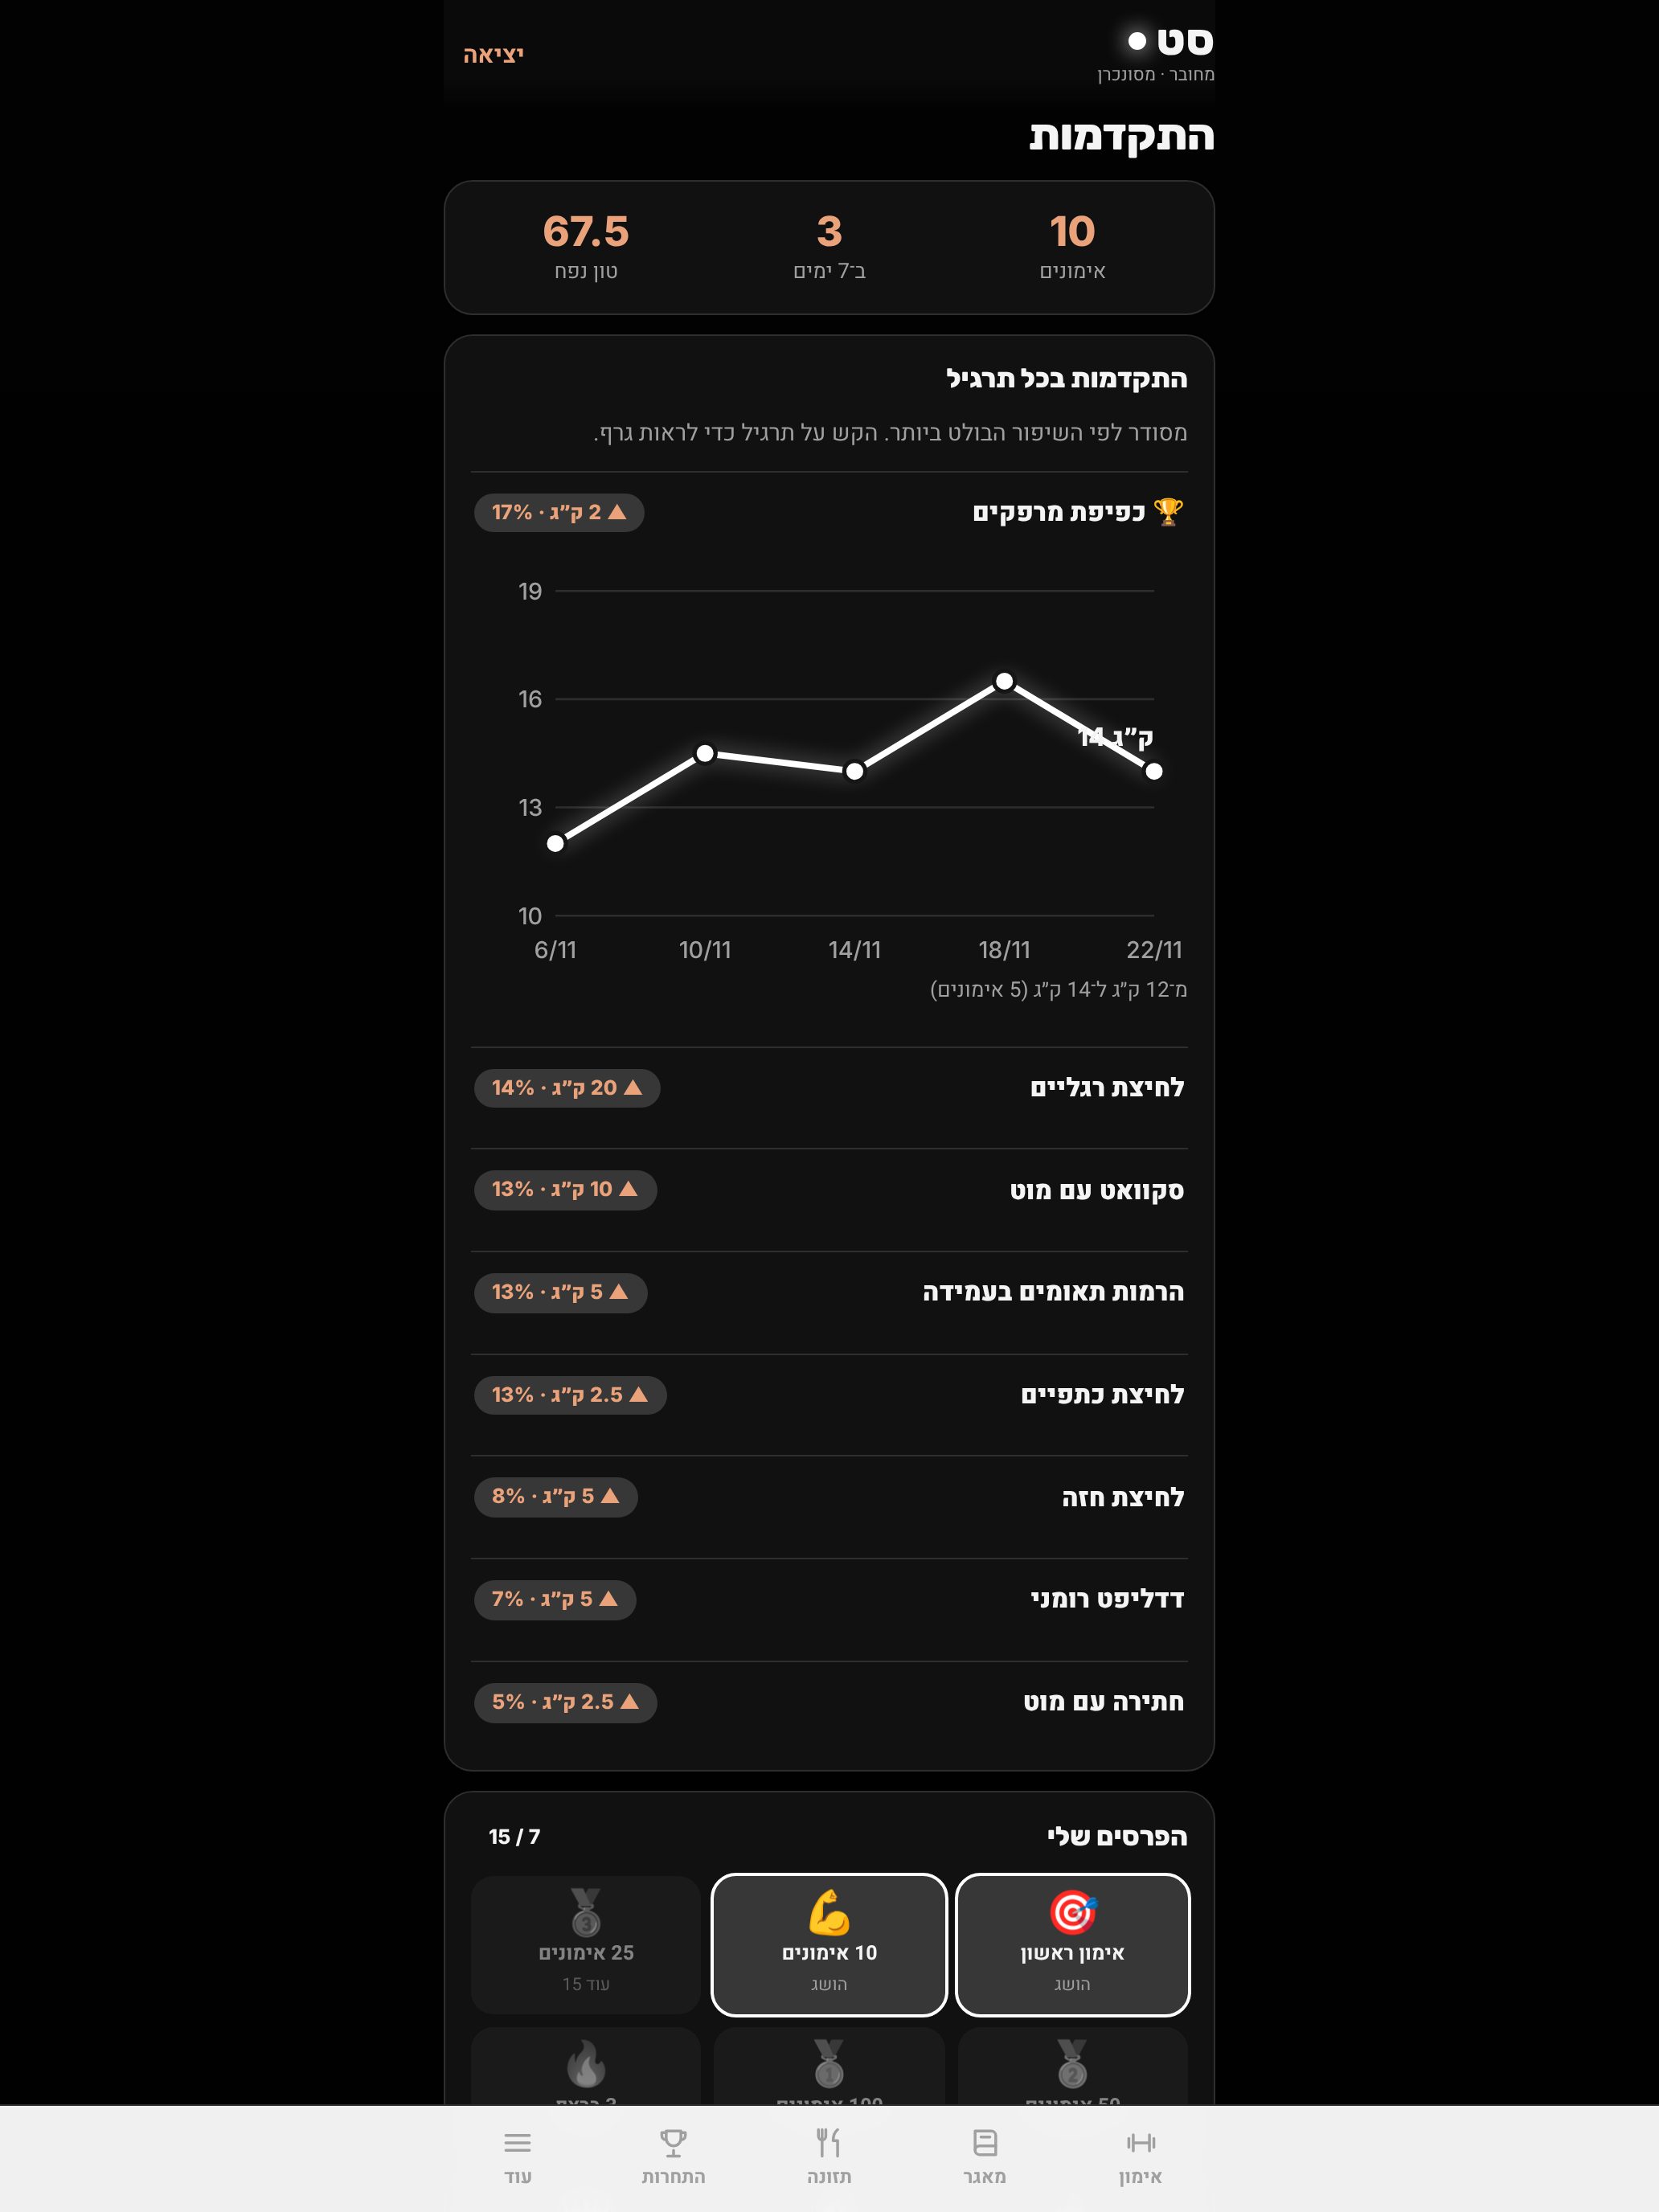 סט
מחובר · מסונכרן
יציאה
התקדמות
10
אימונים
3
ב־7 ימים
67.5
טון נפח
התקדמות בכל תרגיל
מסודר לפי השיפור הבולט ביותר. הקש על תרגיל כדי לראות גרף.
🏆 כפיפת מרפקים
▲ 2 ק״ג · 17%
19
16
13
10
14 ק״ג
6/11 10/11 14/11 18/11 22/11
מ־12 ק״ג ל־14 ק״ג (5 אימונים)
לחיצת רגליים
▲ 20 ק״ג · 14%
סקוואט עם מוט
▲ 10 ק״ג · 13%
הרמות תאומים בעמידה
▲ 5 ק״ג · 13%
לחיצת כתפיים
▲ 2.5 ק״ג · 13%
לחיצת חזה
▲ 5 ק״ג · 8%
דדליפט רומני
▲ 5 ק״ג · 7%
חתירה עם מוט
▲ 2.5 ק״ג · 5%
הפרסים שלי
15 / 7
אימון ראשון
הושג
10 אימונים
הושג
25 אימונים
עוד 15
50 אימונים
100 אימונים
אימון
מאגר
תזונה
התחרות
עוד